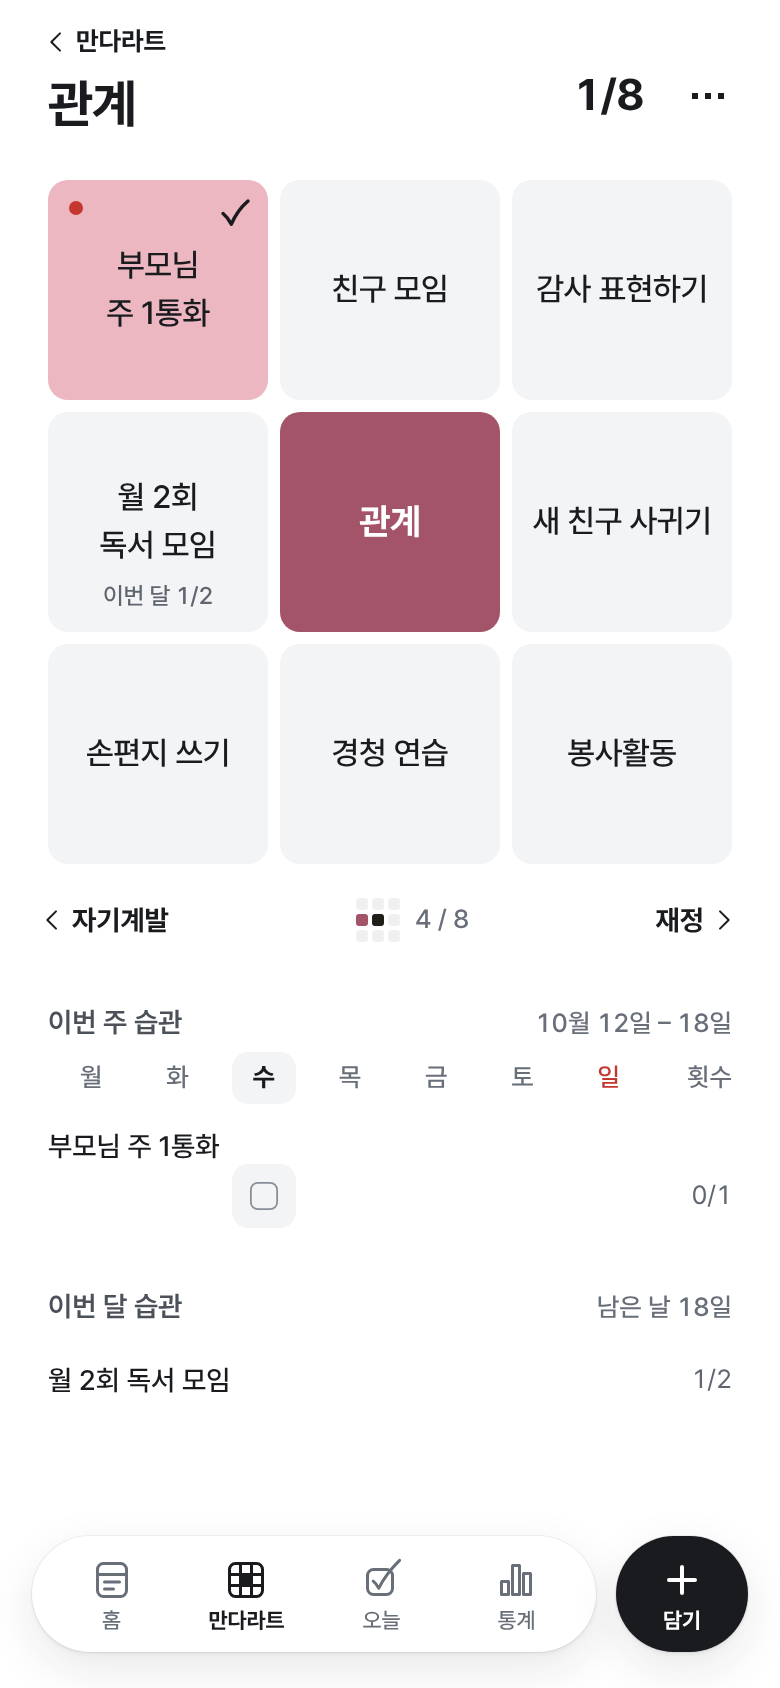 만다라트
관계
1/8
부모님
주 1통화
친구 모임
감사 표현하기
월 2회
독서 모임
이번 달 1/2
관계
새 친구 사귀기
손편지 쓰기
경청 연습
봉사활동
자기계발
4 / 8
재정
이번 주 습관
10월 12일 – 18일
월 화 수 목 금 토 일 횟수
부모님 주 1통화
0/1
이번 달 습관
남은 날 18일
월 2회 독서 모임
1/2
홈
만다라트
오늘
통계
담기